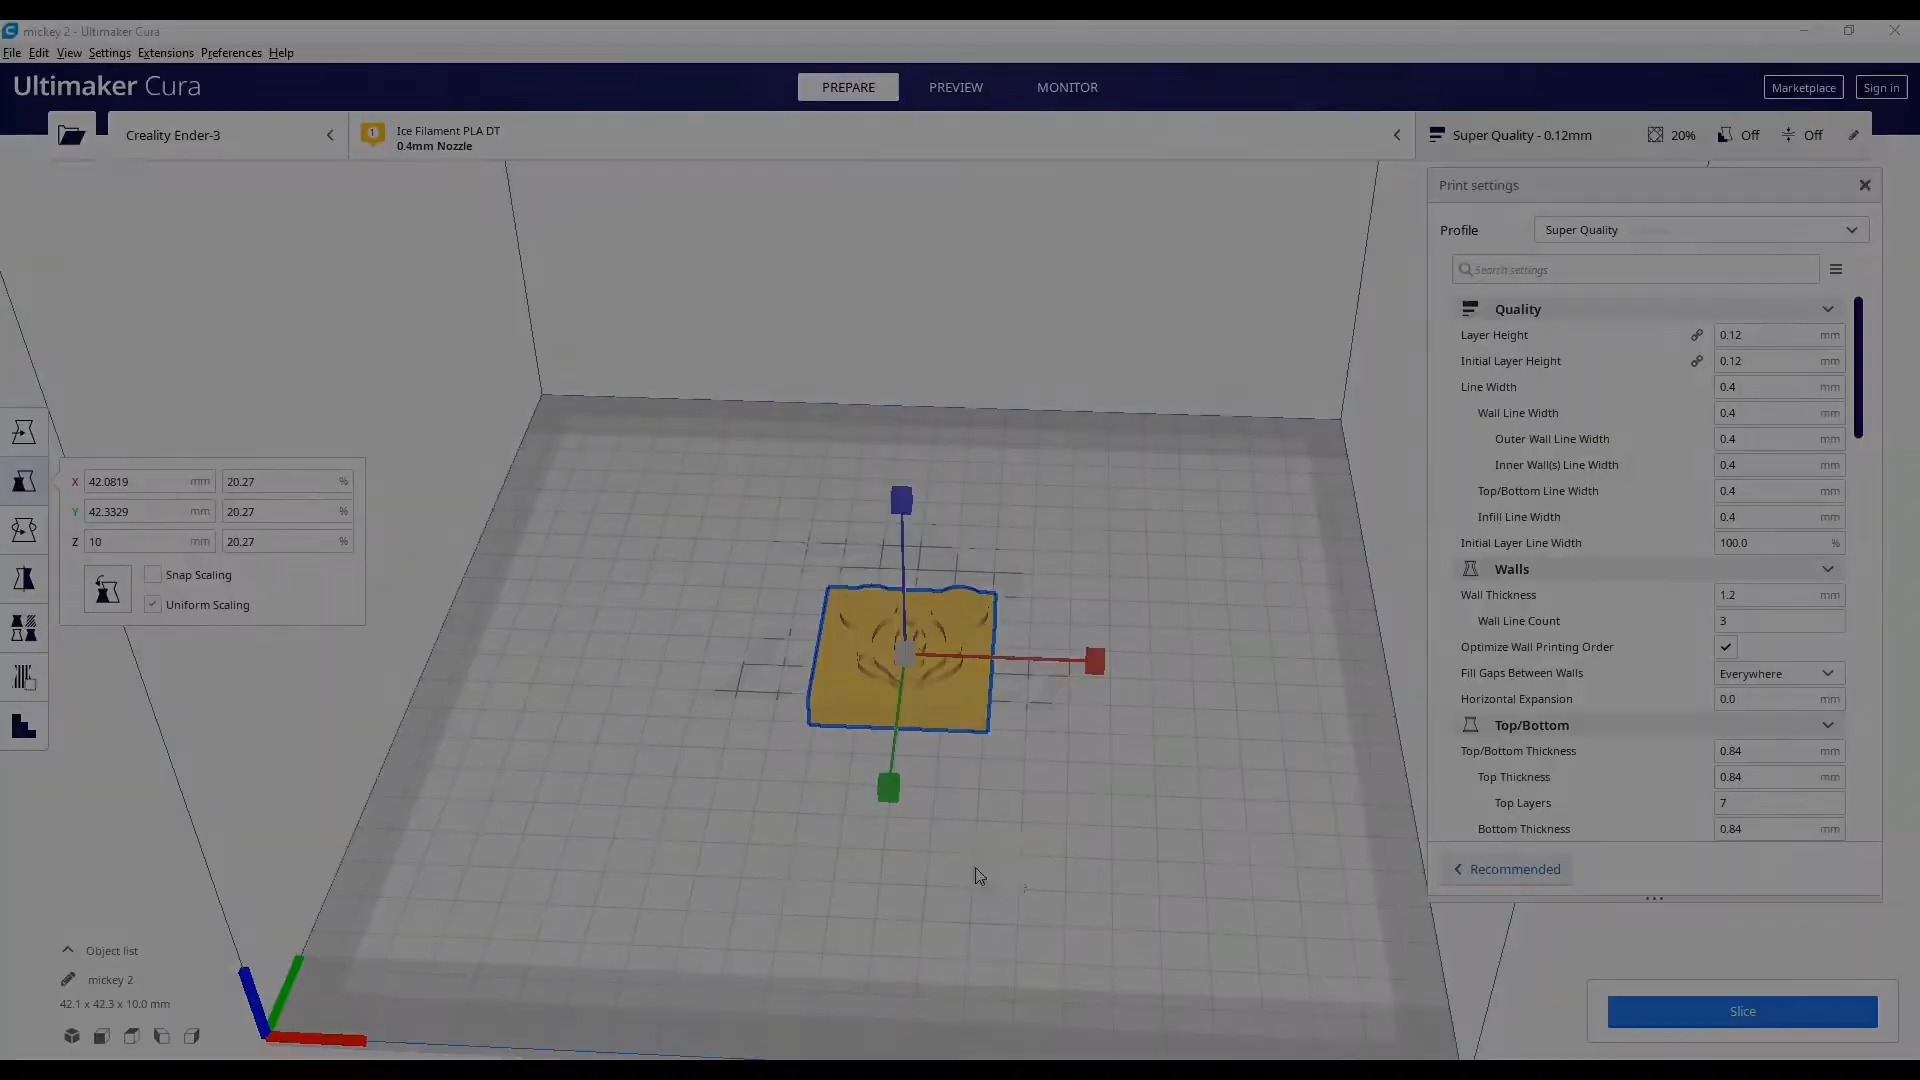 mickey 2 - Ultimaker Cura
File Edit View Settings Extensions Preferences Help
Ultimaker Cura
PREPARE PREVIEW MONITOR
Marketplace Sign in
Creality Ender-3
1 Ice Filament PLA DT
0.4mm Nozzle
Super Quality - 0.12mm 20% Off Off
Print settings
Profile Super Quality
Search settings
Quality
Layer Height 0.12 mm
Initial Layer Height 0.12 mm
Line Width 0.4 mm
Wall Line Width 0.4 mm
Outer Wall Line Width 0.4 mm
Inner Wall(s) Line Width 0.4 mm
Top/Bottom Line Width 0.4 mm
Infill Line Width 0.4 mm
Initial Layer Line Width 100.0 %
Walls
Wall Thickness 1.2 mm
Wall Line Count 3
Optimize Wall Printing Order
Fill Gaps Between Walls Everywhere
Horizontal Expansion 0.0 mm
Top/Bottom
Top/Bottom Thickness 0.84 mm
Top Thickness 0.84 mm
Top Layers 7
Bottom Thickness 0.84 mm
Recommended
X 42.0819 mm 20.27 %
Y 42.3329 mm 20.27 %
Z 10 mm 20.27 %
Snap Scaling
Uniform Scaling
Object list
mickey 2
42.1 x 42.3 x 10.0 mm
Slice